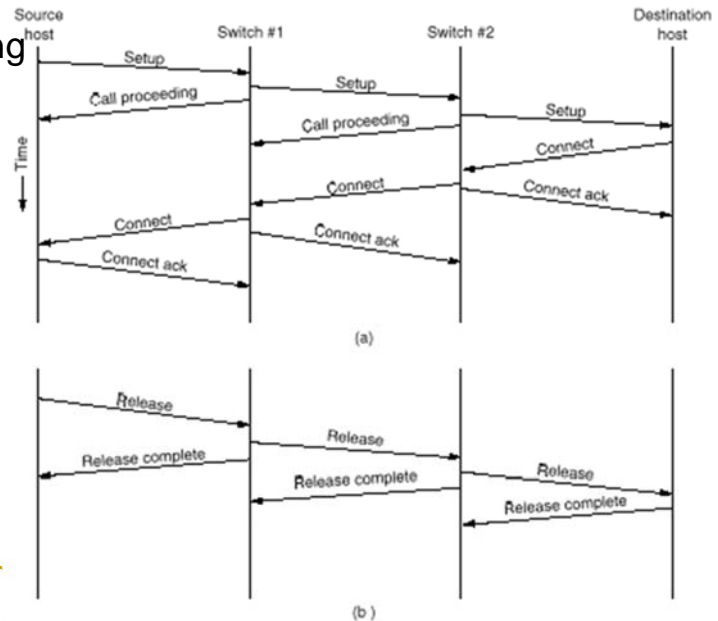 Source host
Switch #1
Switch #2
Destination host
ng
Setup
Setup
Call proceeding
Setup
Call proceeding
Connect
Time
Connect
Connect ack
Connect
Connect ack
Connect ack
(a)
Release
Release
Release complete
Release
Release complete
Release complete
(b )